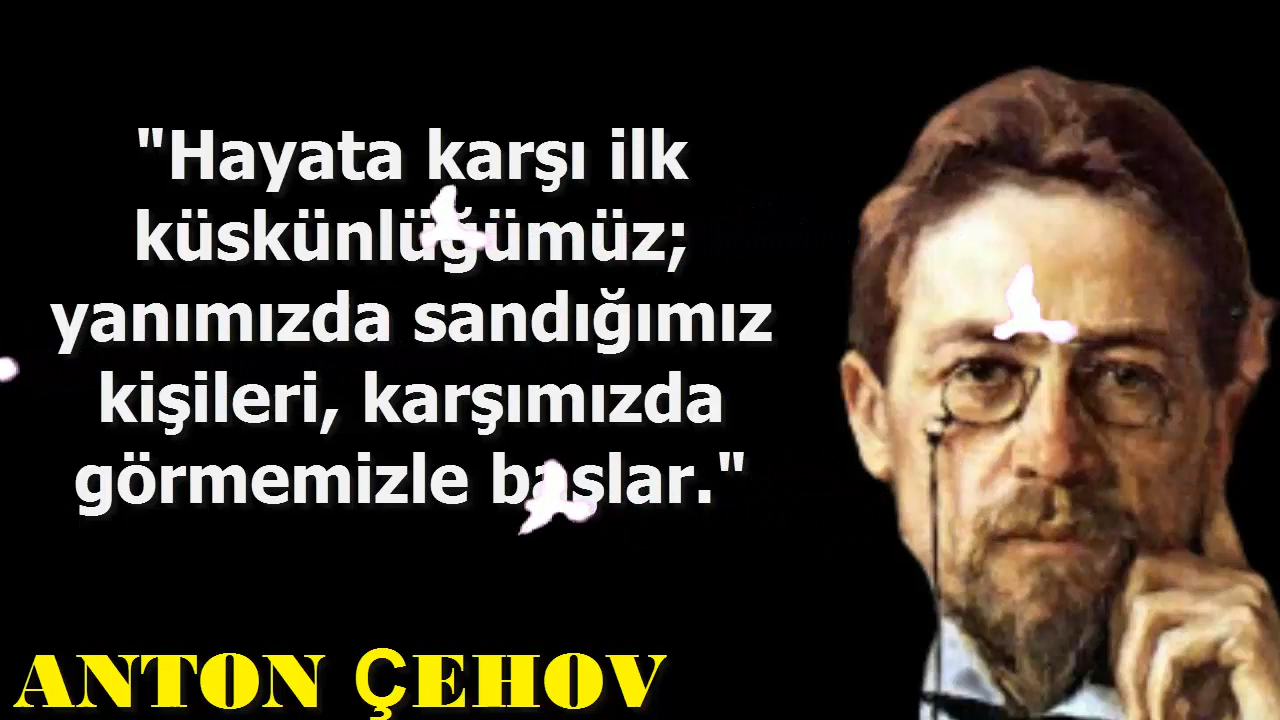 "Hayata karşı ilk
küskünlüğümüz;
yanımızda sandığımız
kişileri, karşımızda
görmemizle başlar."
ANTON ÇEHOV